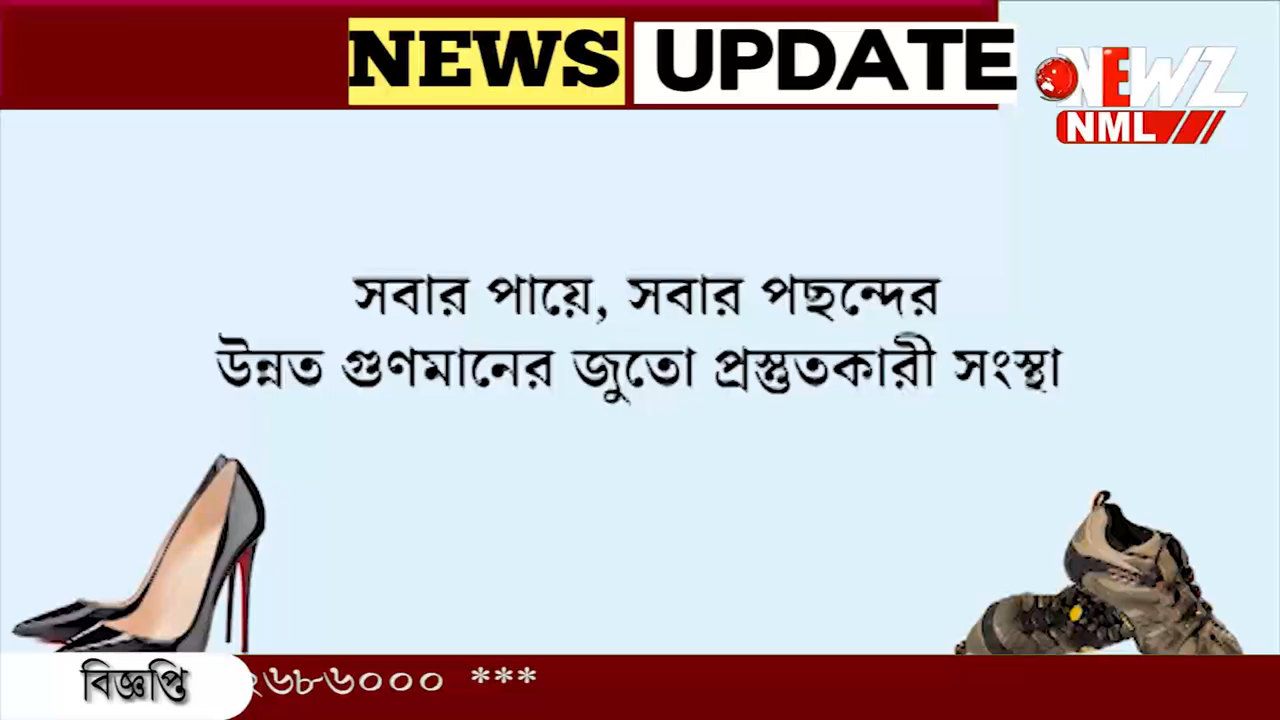 NEWS UPDATE
NEWZ
NML
সবার পায়ে, সবার পছন্দের
উন্নত গুণমানের জুতো প্রস্তুতকারী সংস্থা
বিজ্ঞপ্তি ৬৮৬০০০ ***